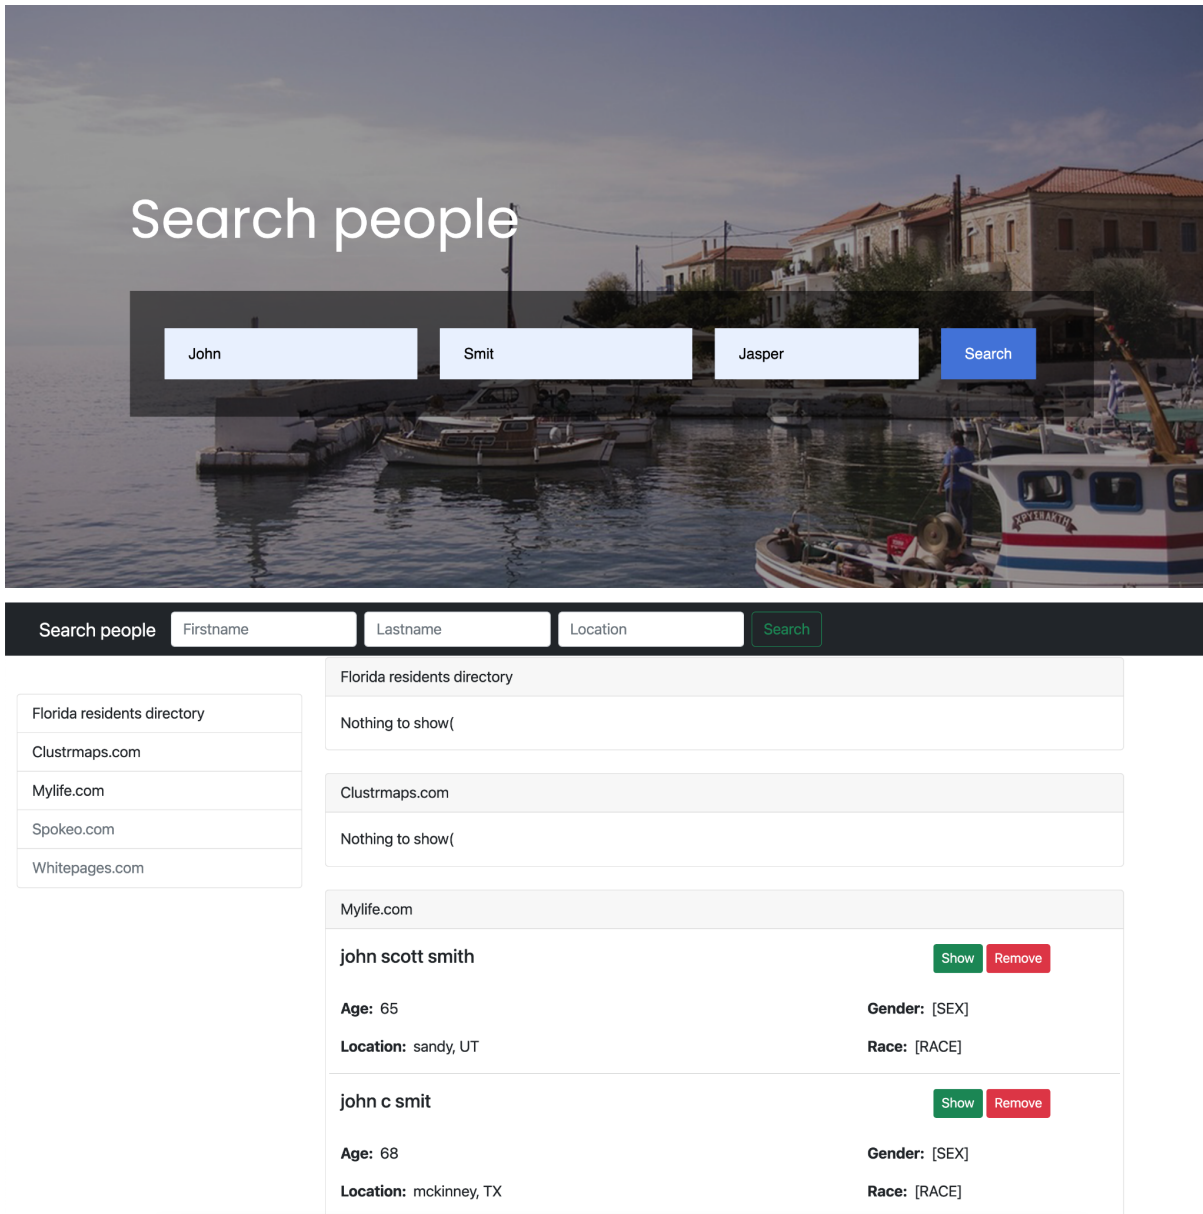 Search people
John Smit Jasper Search
ΧΡΥΣΒΑΚΤΗ
Search people Firstname Lastname Location Search
Florida residents directory
Clustrmaps.com
Mylife.com
Spokeo.com
Whitepages.com
Florida residents directory
Nothing to show(
Clustrmaps.com
Nothing to show(
Mylife.com
john scott smith Show Remove
Age: 65 Gender: [SEX]
Location: sandy, UT Race: [RACE]
john c smit Show Remove
Age: 68 Gender: [SEX]
Location: mckinney, TX Race: [RACE]